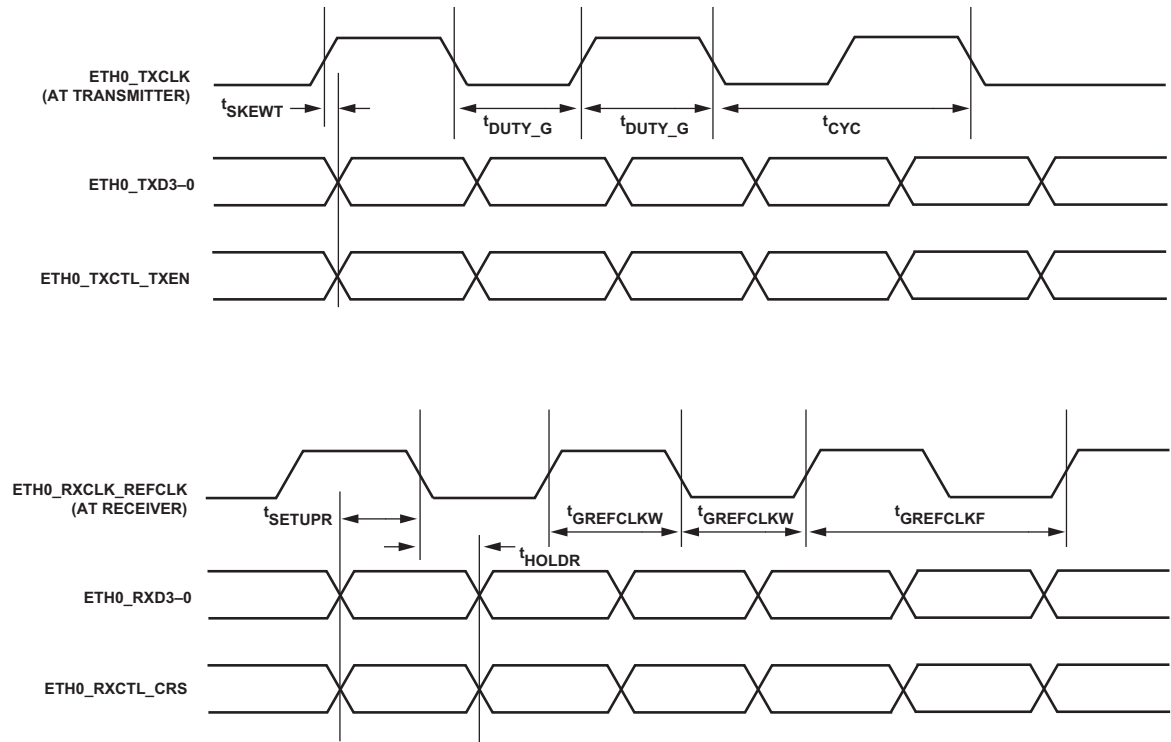 ETH0_TXCLK
(AT TRANSMITTER)
tSKEWT
tDUTY_G
tDUTY_G
tCYC
ETH0_TXD3–0
ETH0_TXCTL_TXEN
ETH0_RXCLK_REFCLK
(AT RECEIVER)
tSETUPR
tGREFCLKW
tGREFCLKW
tGREFCLKF
tHOLDR
ETH0_RXD3–0
ETH0_RXCTL_CRS